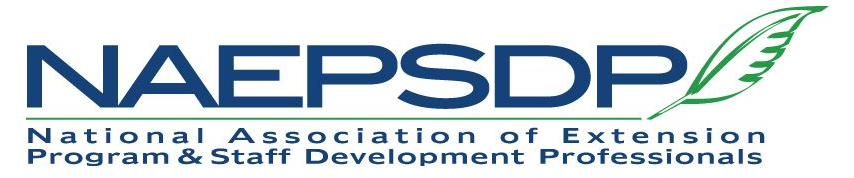 NAEPSDP
National Association of Extension
Program & Staff Development Professionals